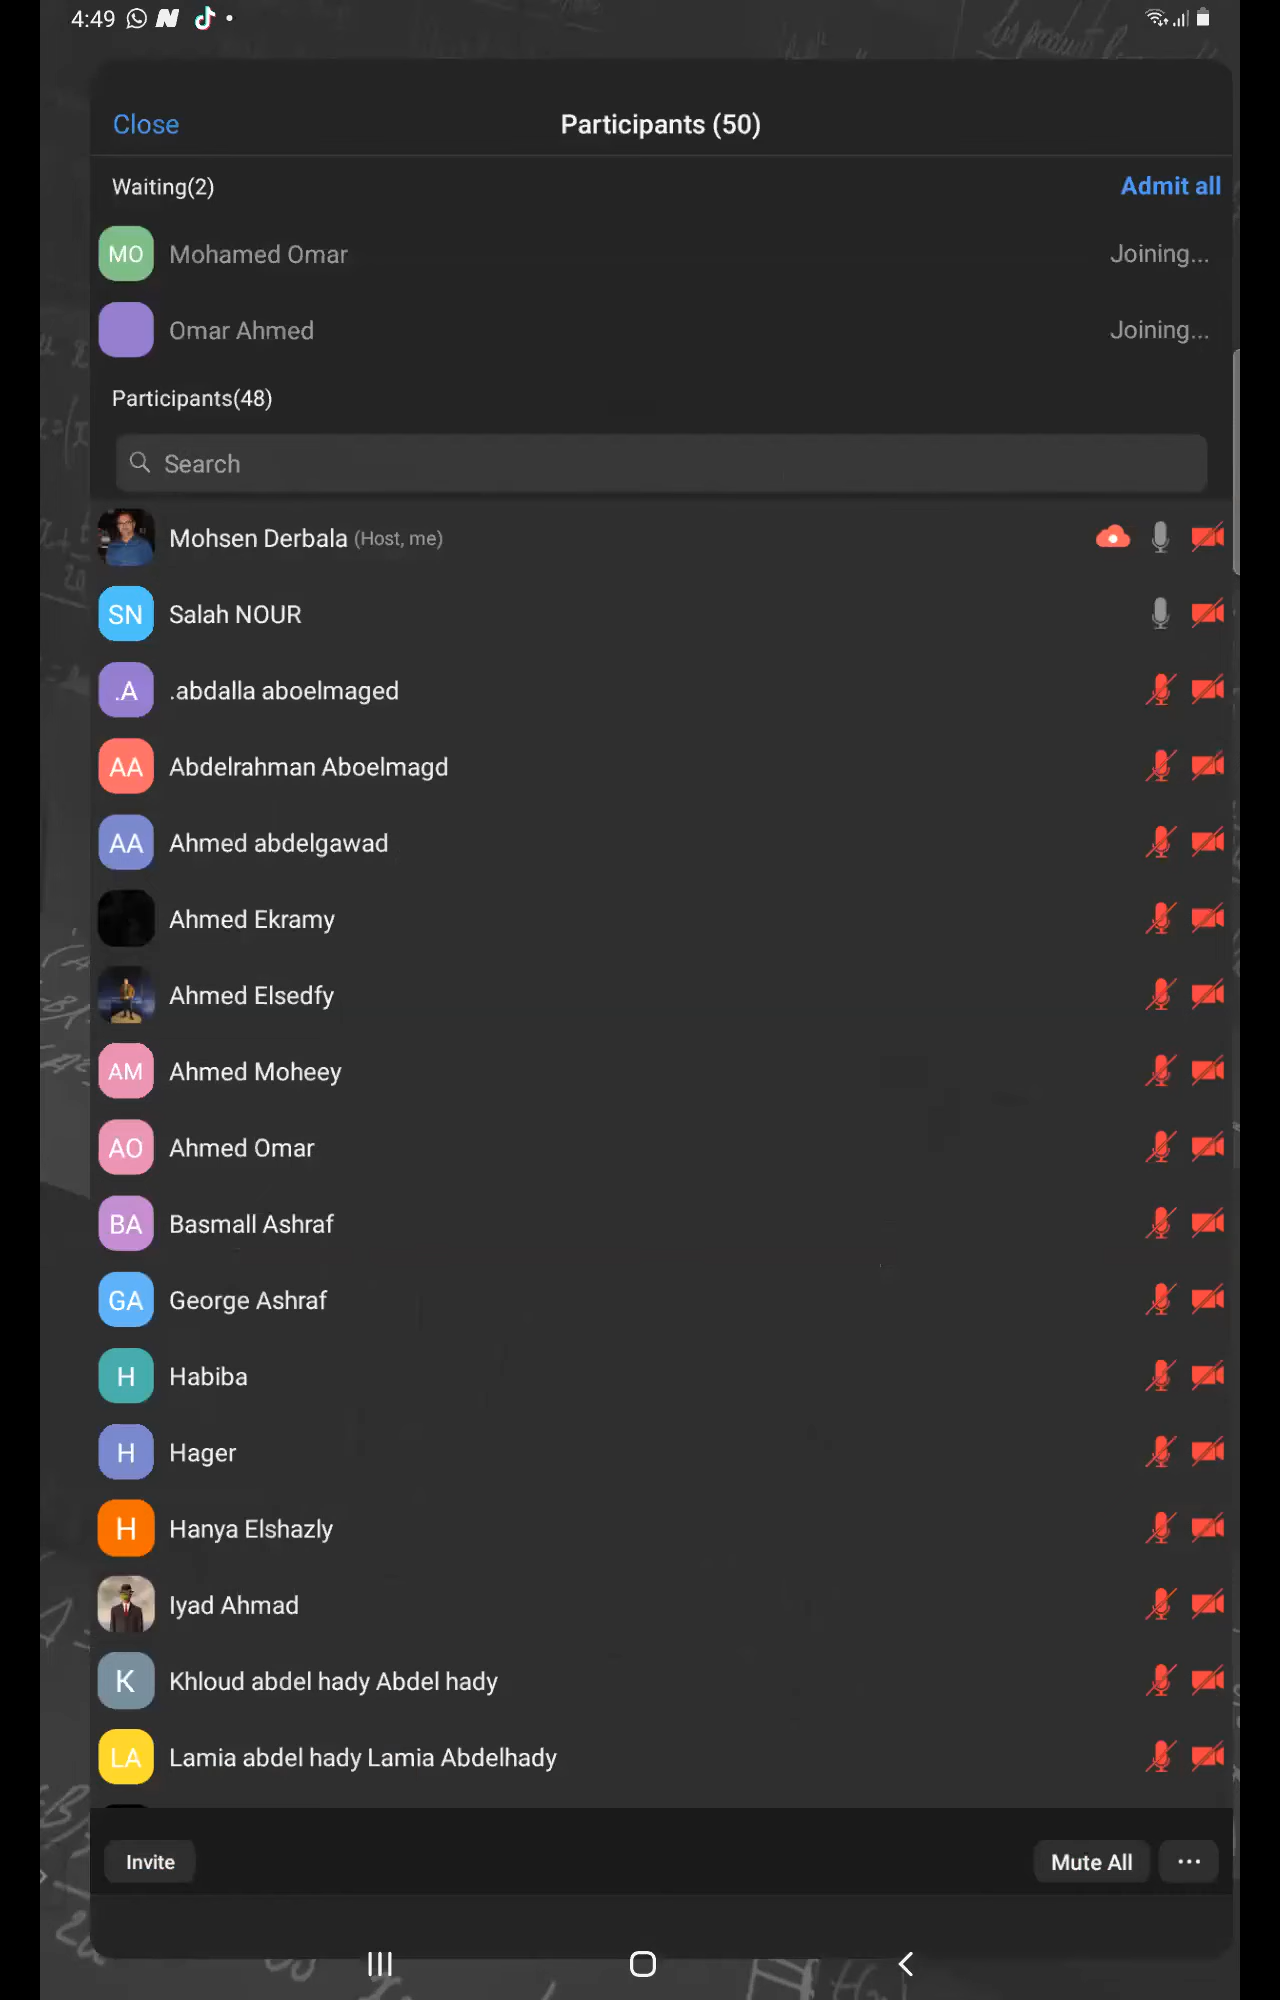 4:49
Close
Participants (50)
Waiting(2)
Admit all
MO
Mohamed Omar
Joining...
Omar Ahmed
Joining...
Participants(48)
Search
Mohsen Derbala (Host, me)
SN
Salah NOUR
.A
.abdalla aboelmaged
AA
Abdelrahman Aboelmagd
AA
Ahmed abdelgawad
Ahmed Ekramy
Ahmed Elsedfy
AM
Ahmed Moheey
AO
Ahmed Omar
BA
Basmall Ashraf
GA
George Ashraf
H
Habiba
H
Hager
H
Hanya Elshazly
Iyad Ahmad
K
Khloud abdel hady Abdel hady
LA
Lamia abdel hady Lamia Abdelhady
Invite
Mute All